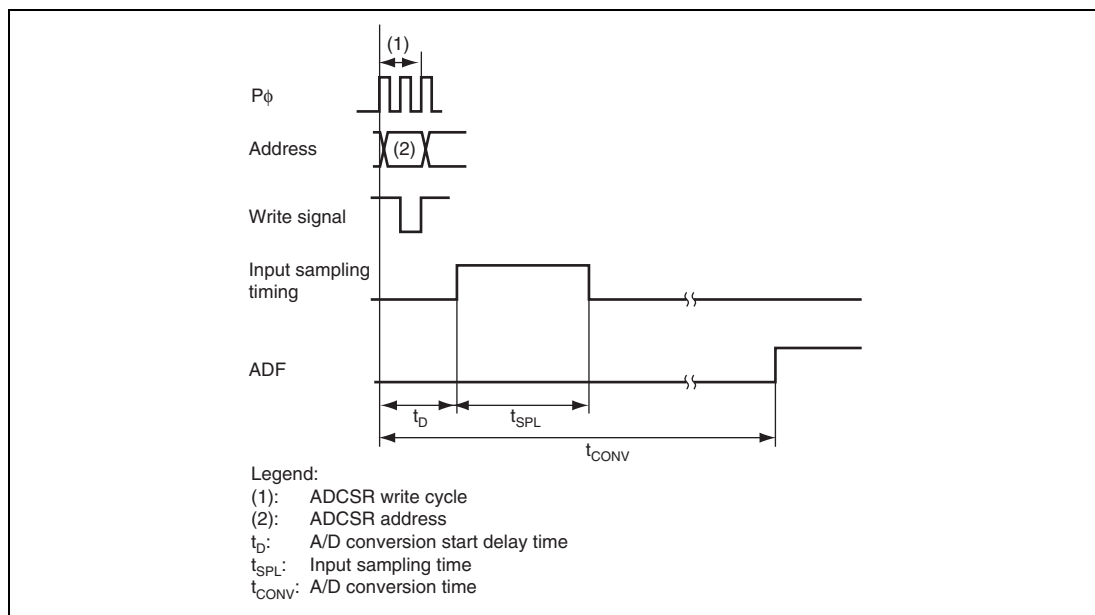 (1)
Pφ
Address
(2)
Write signal
Input sampling
timing
ADF
tD
tSPL
tCONV
Legend:
(1): ADCSR write cycle
(2): ADCSR address
tD: A/D conversion start delay time
tSPL: Input sampling time
tCONV: A/D conversion time